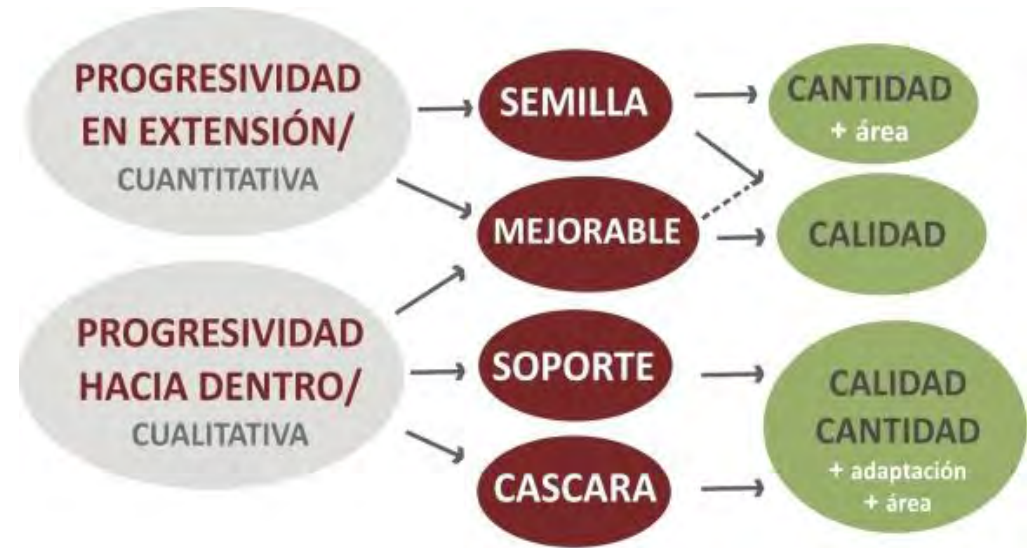 PROGRESIVIDAD
EN EXTENSIÓN/
CUANTITATIVA
PROGRESIVIDAD
HACIA DENTRO/
CUALITATIVA
SEMILLA
MEJORABLE
SOPORTE
CASCARA
CANTIDAD
+ área
CALIDAD
CALIDAD
CANTIDAD
+ adaptación
+ área